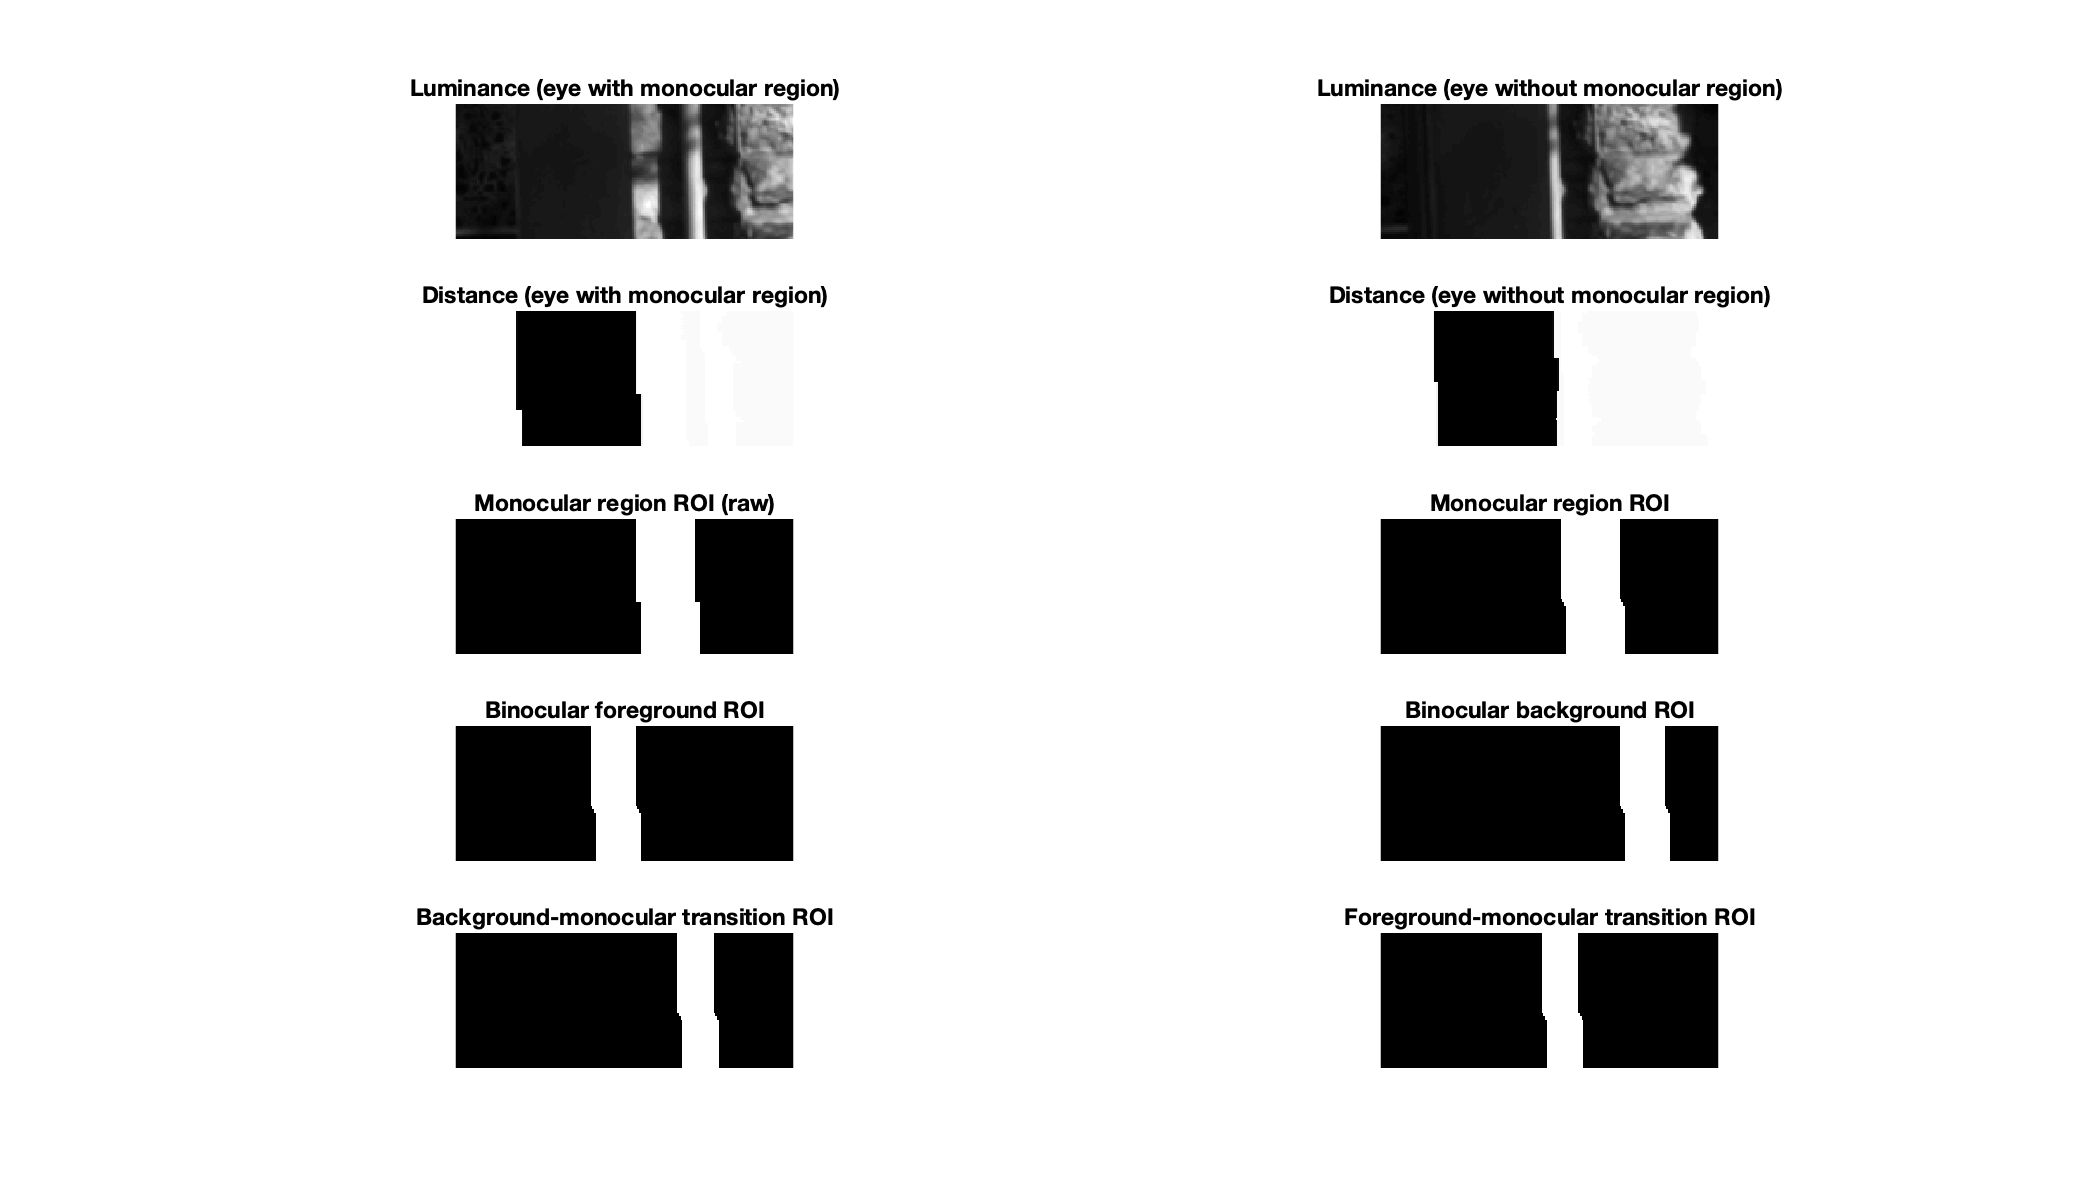 Luminance (eye with monocular region)
Luminance (eye without monocular region)
Distance (eye with monocular region)
Distance (eye without monocular region)
Monocular region ROI (raw)
Monocular region ROI
Binocular foreground ROI
Binocular background ROI
Background-monocular transition ROI
Foreground-monocular transition ROI